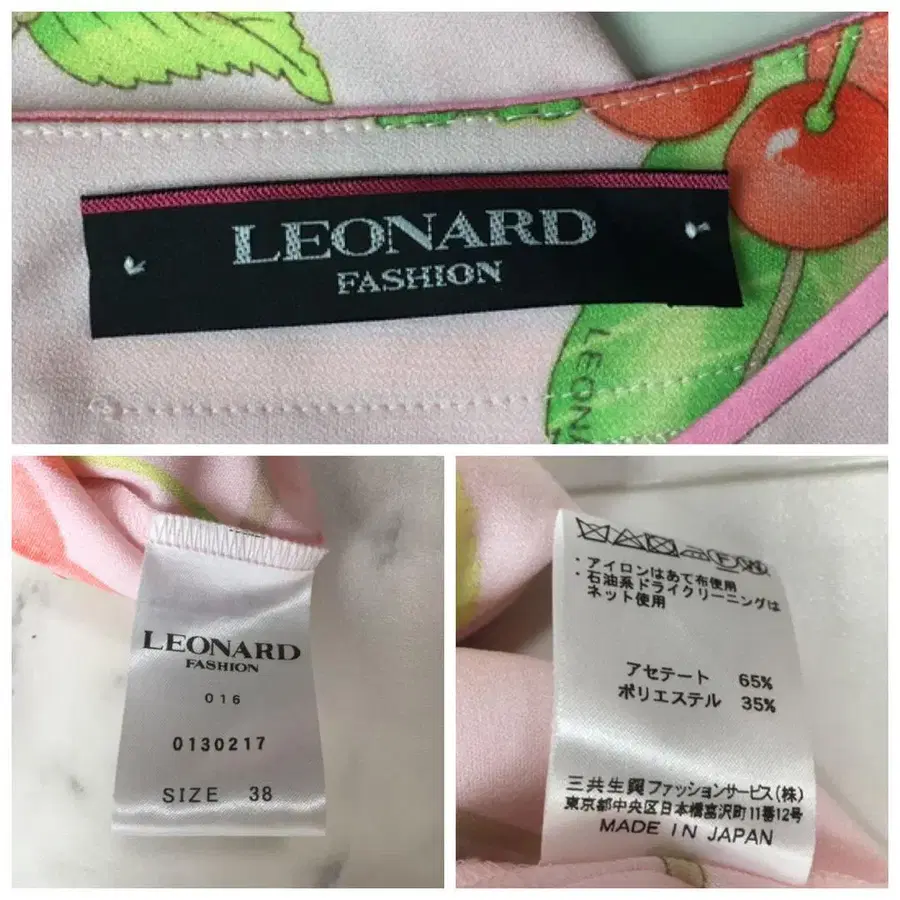 LEONARD
FASHION
LEONA
LEONARD
FASHION
016
0130217
SIZE 38
・アイロンはあて布使用
・石油系ドライクリーニングは
ネット使用
アセテート 65%
ポリエステル 35%
三共生興ファッションサービス(株)
東京都中央区日本橋富沢町11番12号
MADE IN JAPAN